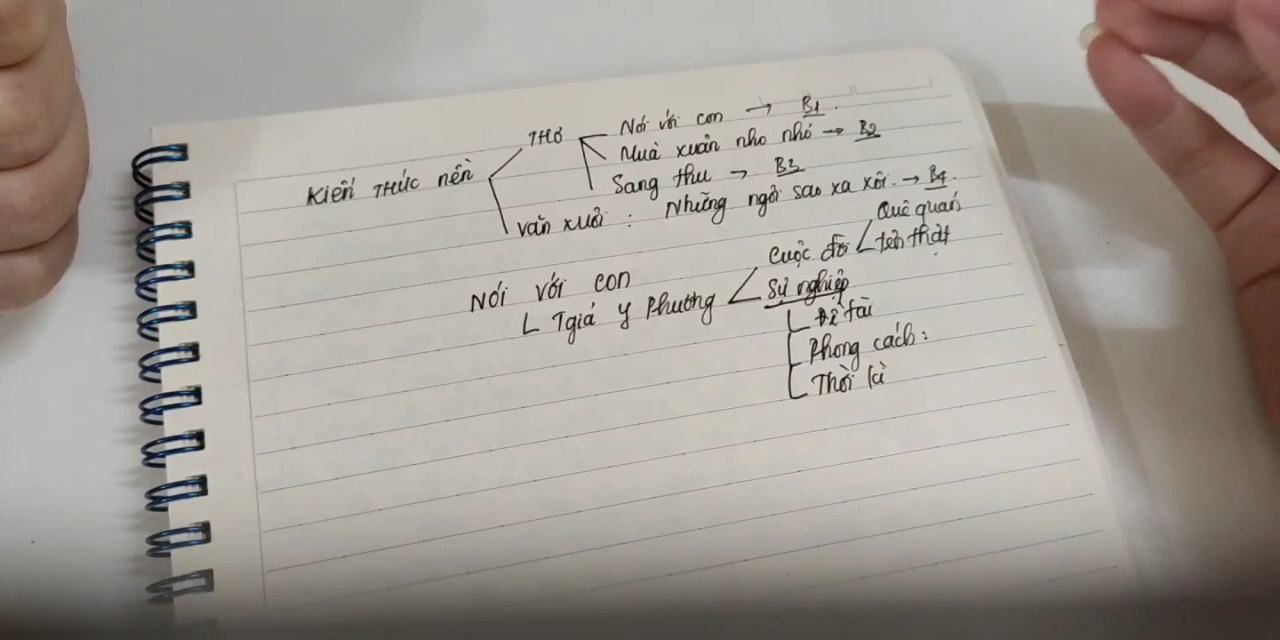 Kiến thức nền
Thơ
Nói với con → B1.
Mùa xuân nho nhỏ → B2
Sang thu → B3
Văn xuôi : Những ngôi sao xa xôi. → B4.
Nói với con
Tgiả Y Phương
Cuộc đời
Quê quán
tên thật
Sự nghiệp
Đề tài
Phong cách:
Thời kì